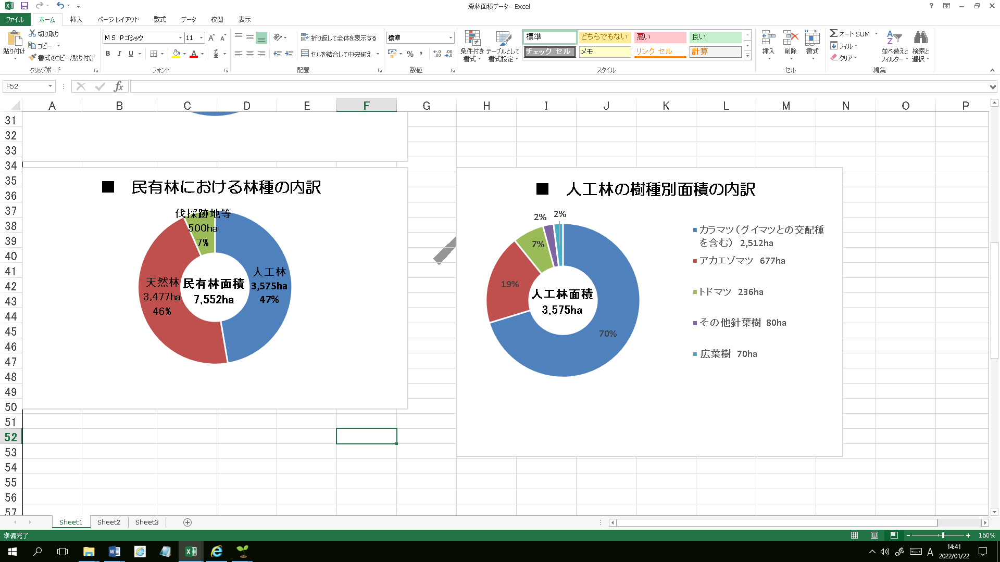 森林面積データ - Excel
ファイル ホーム 挿入 ページ レイアウト 数式 データ 校閲 表示
貼り付け 切り取り コピー 書式のコピー/貼り付け クリップボード
ＭＳ Ｐゴシック 11 B I U A フォント
折り返して全体を表示する セルを結合して中央揃え 配置
標準 % 数値
条件付き書式 テーブルとして書式設定 標準 どちらでもない 悪い 良い
チェック セル メモ リンク セル 計算 スタイル
挿入 削除 書式 セル
オート SUM フィル クリア 並べ替えとフィルター 検索と選択 編集
F52 fx
A B C D E F G H I J K L M N O P
31
32
33
34
35
36
37
38
39
40
41
42
43
44
45
46
47
48
49
50
51
52
53
54
55
56
57
■ 民有林における林種の内訳
伐採跡地等
500ha
7%
人工林
3,575ha
47%
天然林
3,477ha
46%
民有林面積
7,552ha
■ 人工林の樹種別面積の内訳
2% 2%
7%
19%
70%
人工林面積
3,575ha
カラマツ（グイマツとの交配種
を含む） 2,512ha
アカエゾマツ 677ha
トドマツ 236ha
その他針葉樹 80ha
広葉樹 70ha
Sheet1 Sheet2 Sheet3
準備完了 160%
A 14:41
2022/01/22